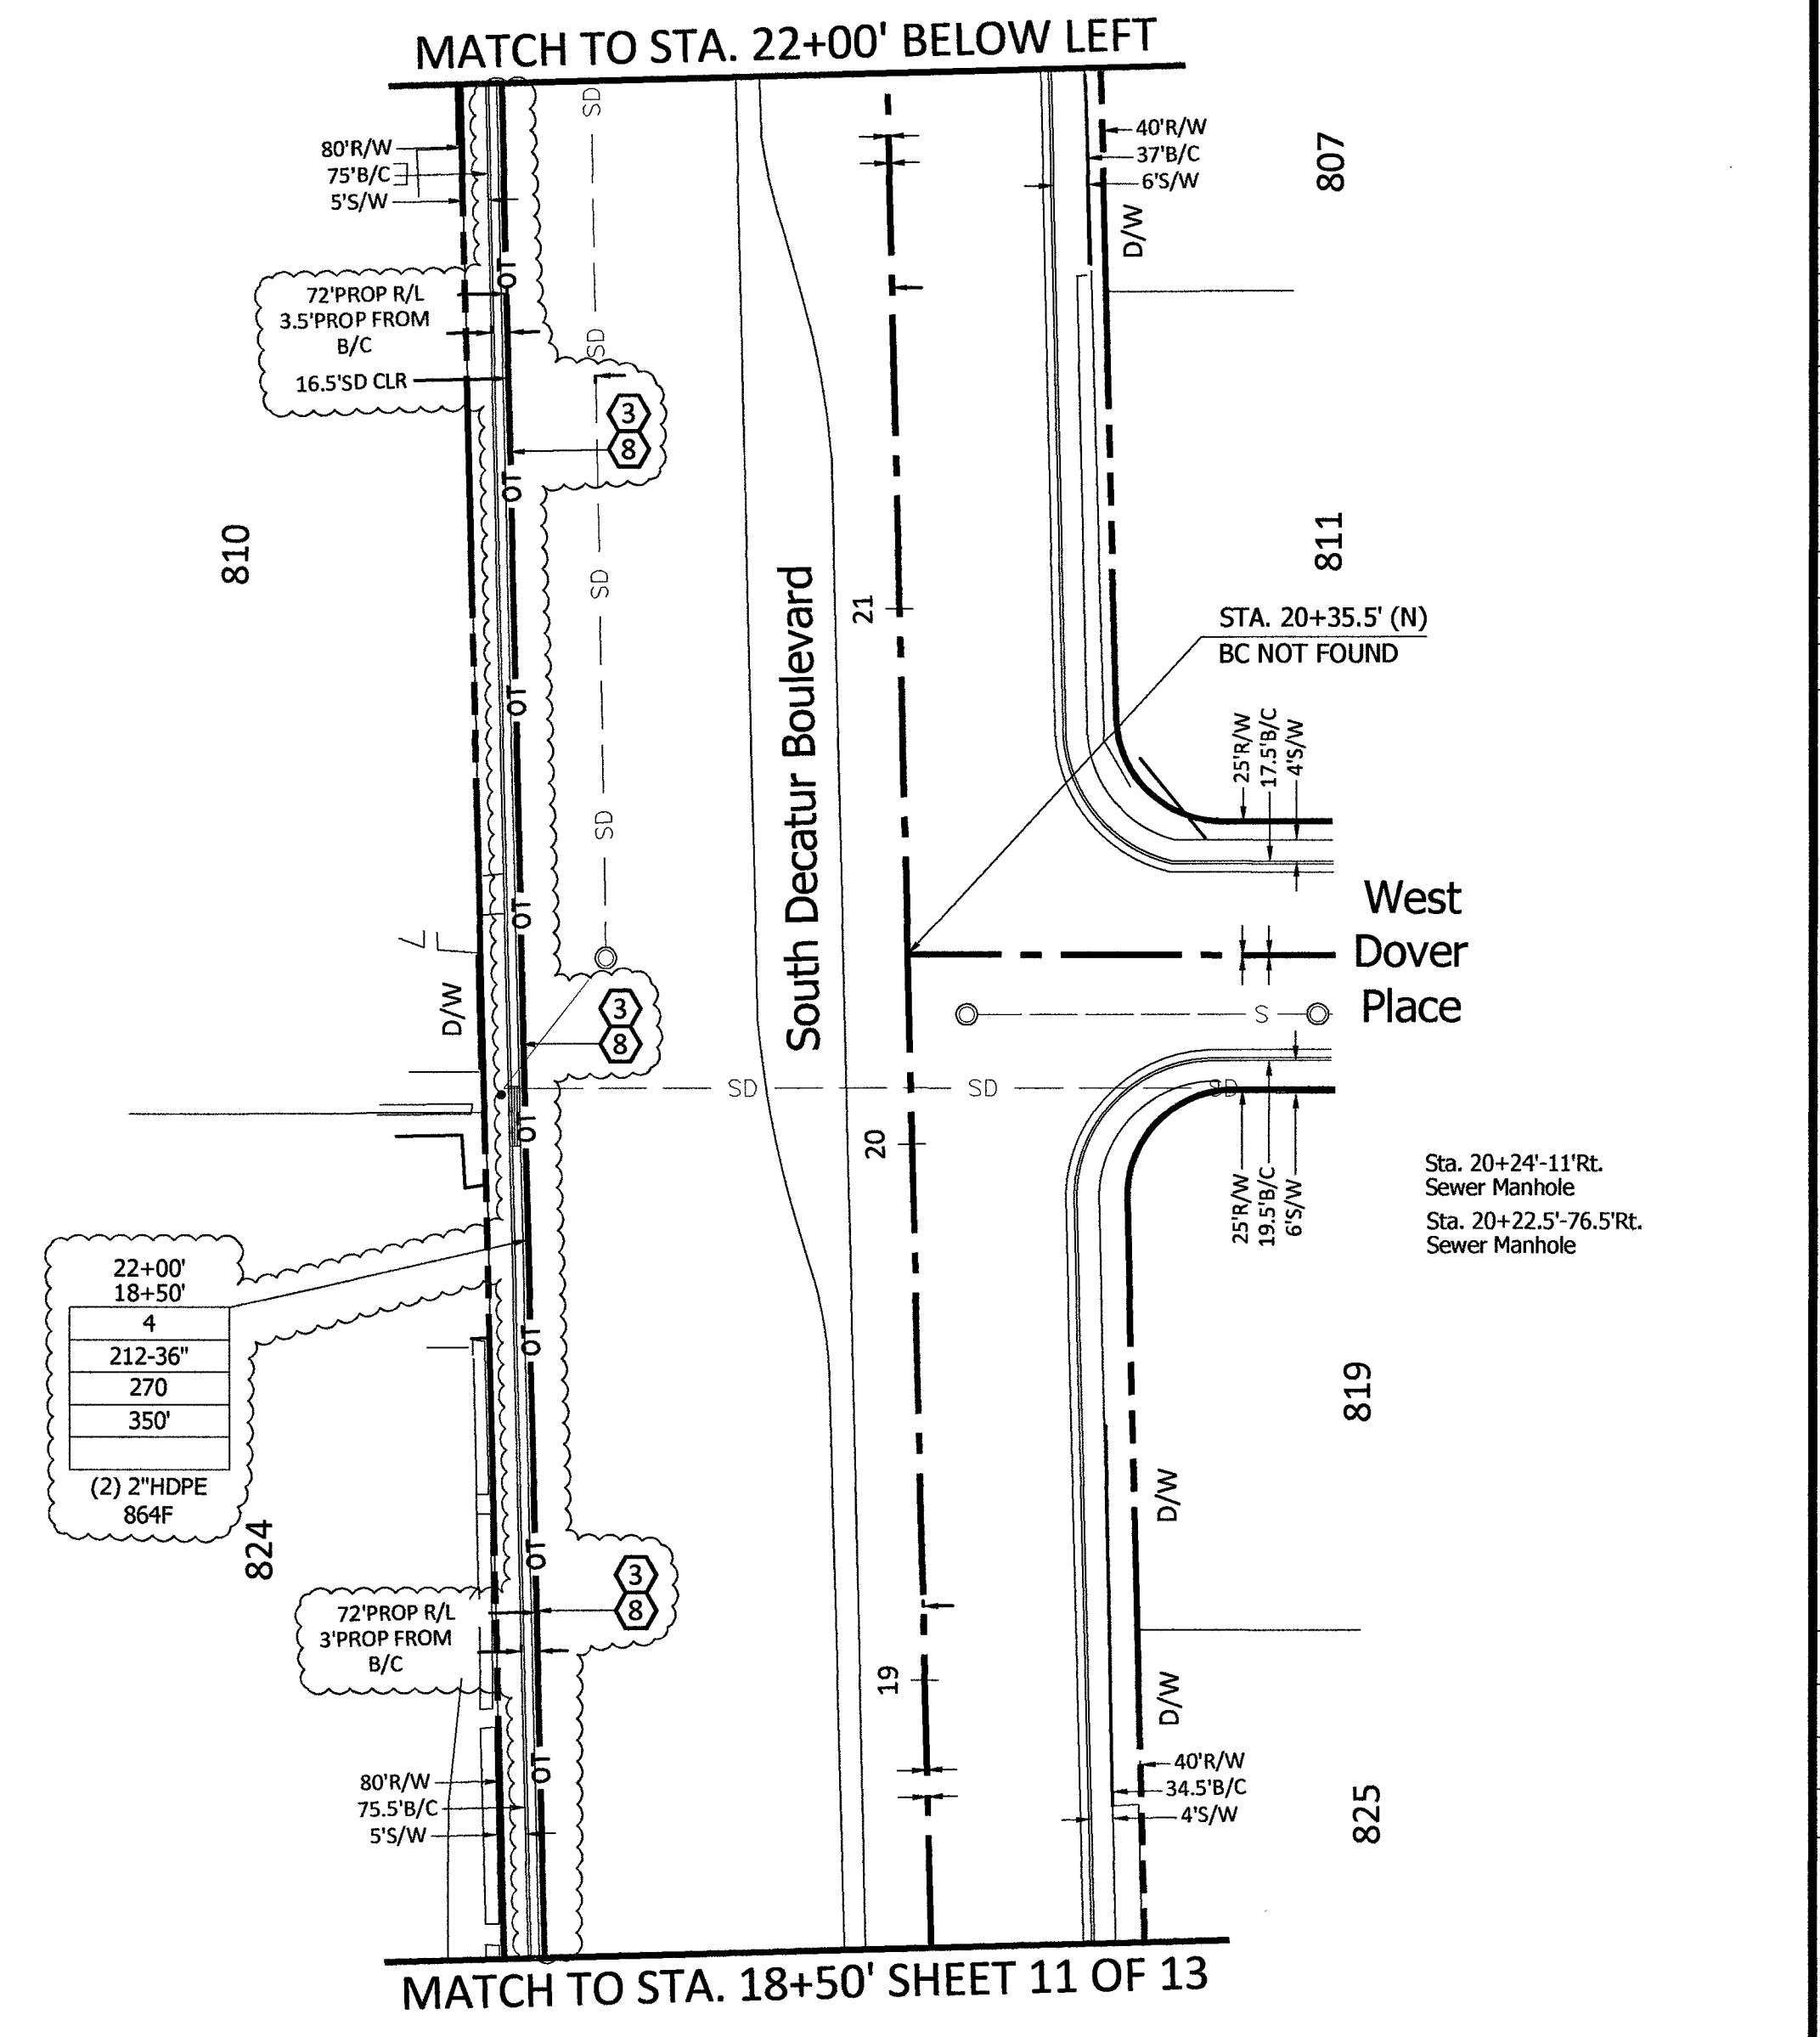 MATCH TO STA. 22+00' BELOW LEFT
80'R/W
75'B/C
5'S/W
SD
40'R/W
37'B/C
6'S/W
807
D/W
OT
72'PROP R/L
3.5'PROP FROM
B/C
16.5'SD CLR
SD
3
8
OT
810
811
SD
21
STA. 20+35.5' (N)
BC NOT FOUND
OT
South Decatur Boulevard
25'R/W
17.5'B/C
4'S/W
SD
OT
West
Dover
Place
D/W
3
8
S
SD
SD
SD
OT
20
25'R/W
19.5'B/C
6'S/W
Sta. 20+24'-11'Rt.
Sewer Manhole
Sta. 20+22.5'-76.5'Rt.
Sewer Manhole
22+00'
18+50'
4
212-36"
270
350'
(2) 2"HDPE
864F
OT
819
824
D/W
OT
3
8
72'PROP R/L
3'PROP FROM
B/C
19
D/W
OT
80'R/W
75.5'B/C
5'S/W
40'R/W
34.5'B/C
4'S/W
825
MATCH TO STA. 18+50' SHEET 11 OF 13